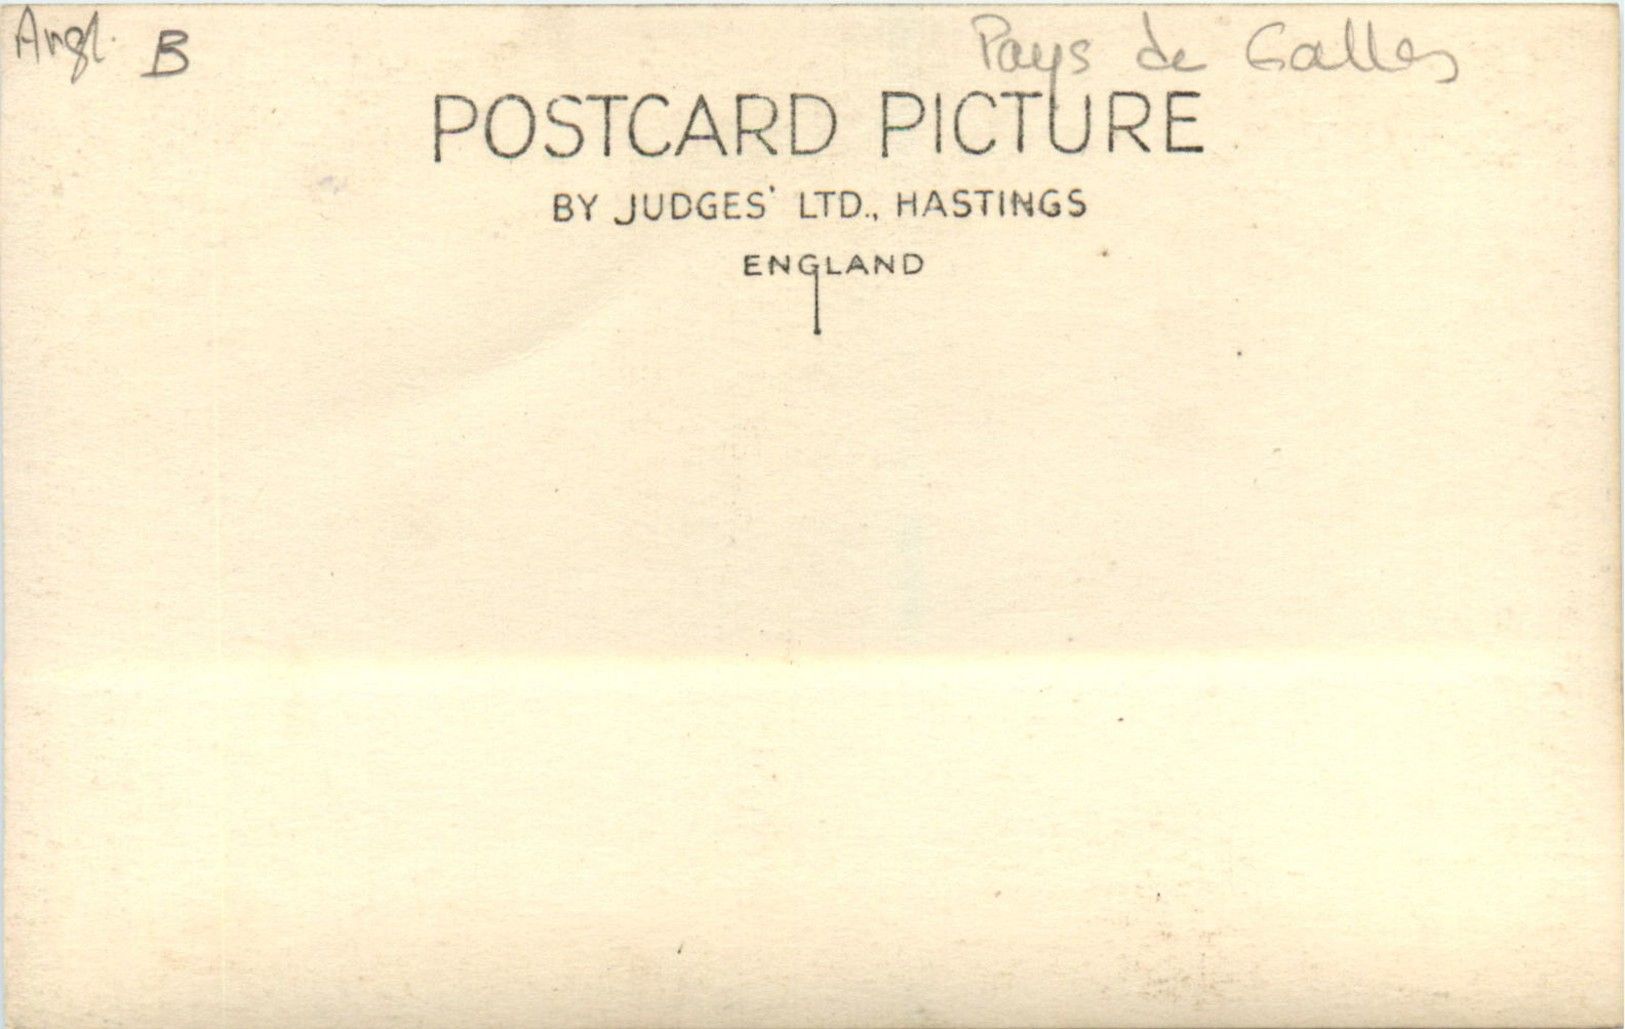 Angl. B
Pays de Galles
POSTCARD PICTURE
BY JUDGES' LTD., HASTINGS
ENGLAND